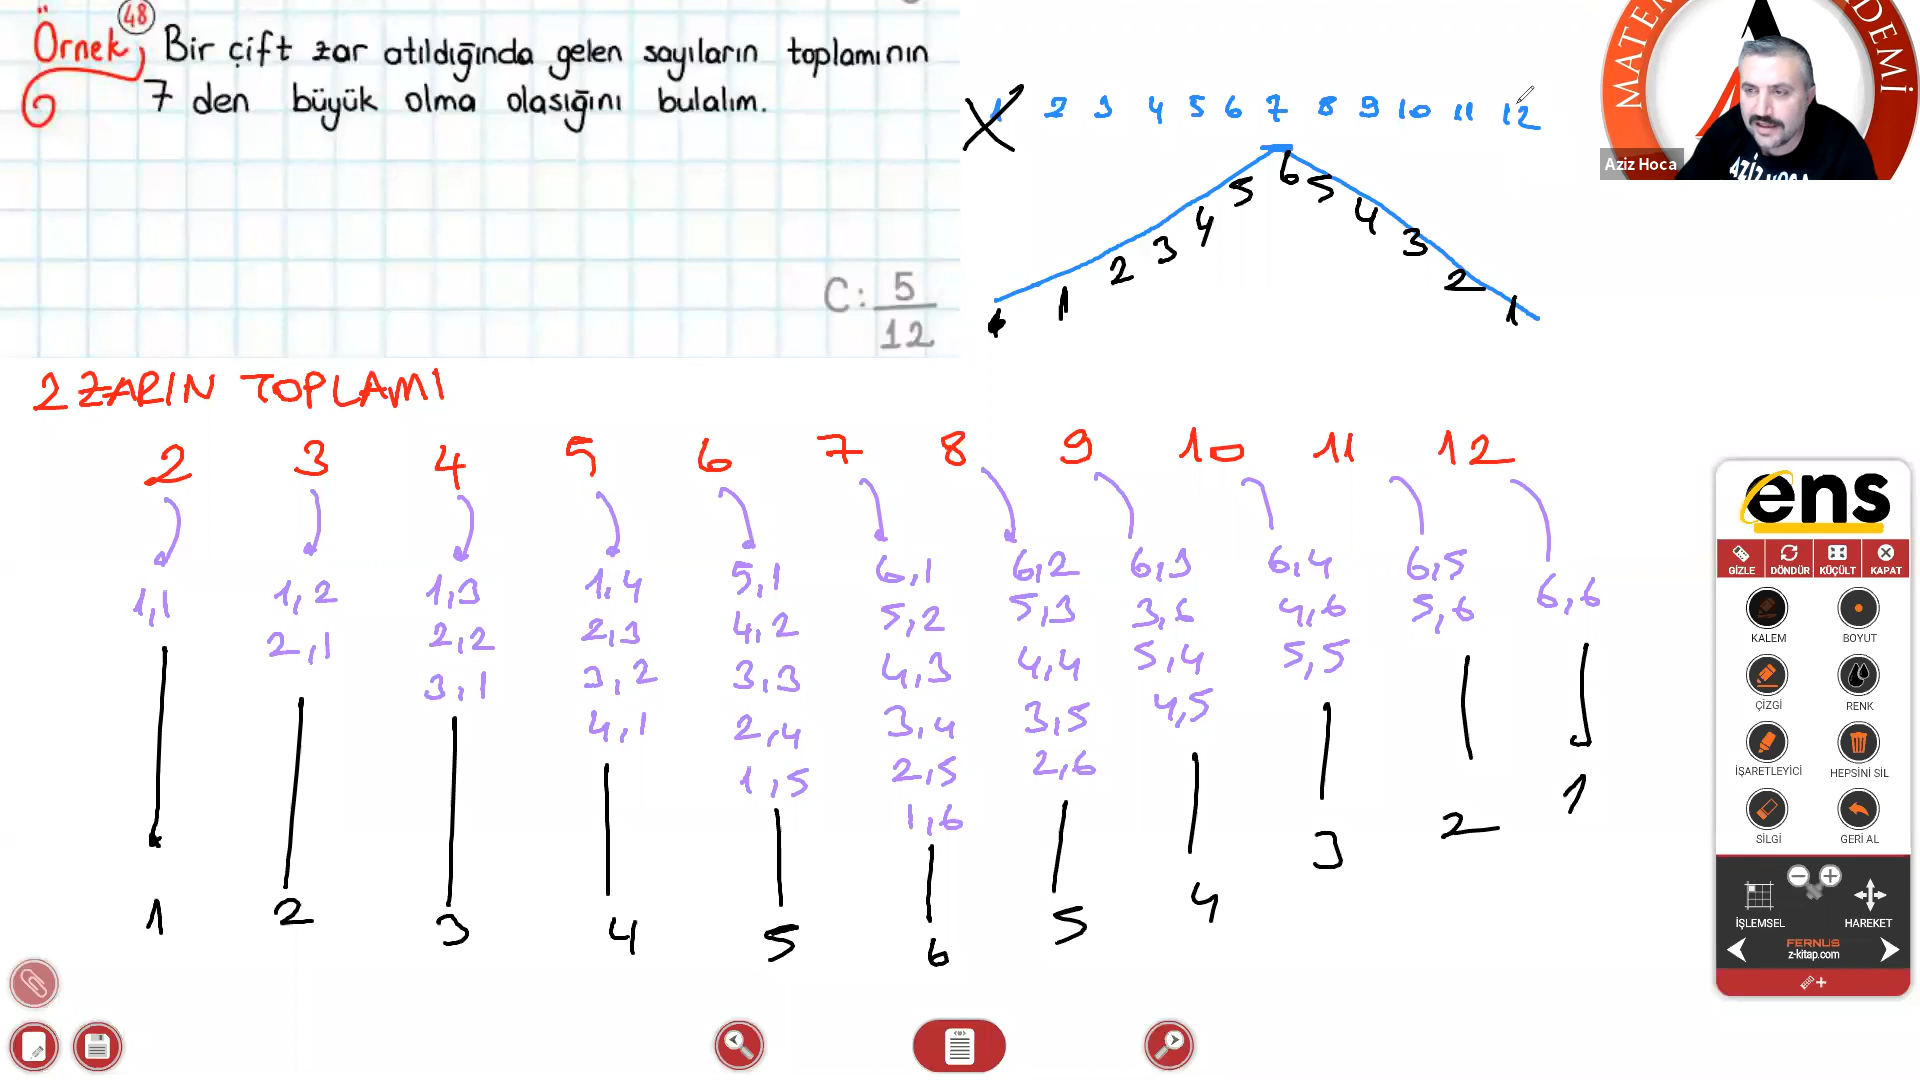 48
Örnek, Bir çift zar atıldığında gelen sayıların toplamının
7 den büyük olma olasığını bulalım.
C: 5/12
1 2 3 4 5 6 7 8 9 10 11 12
1 2 3 4 5 6 5 4 3 2 1
MATEM
DEMİ
AZİZ HOCA
Aziz Hoca
2 ZARIN TOPLAMI
2 3 4 5 6 7 8 9 10 11 12
1,1
1,2
2,1
1,3
2,2
3,1
1,4
2,3
3,2
4,1
5,1
4,2
3,3
2,4
1,5
6,1
5,2
4,3
3,4
2,5
1,6
6,2
5,3
4,4
3,5
2,6
6,3
3,6
5,4
4,5
6,4
4,6
5,5
6,5
5,6
6,6
1 2 3 4 5 6 5 4 3 2 1
ens
GİZLE DÖNDÜR KÜÇÜLT KAPAT
KALEM BOYUT
ÇİZGİ RENK
İŞARETLEYİCİ HEPSİNİ SİL
SİLGİ GERİ AL
İŞLEMSEL HAREKET
FERNUS
z-kitap.com